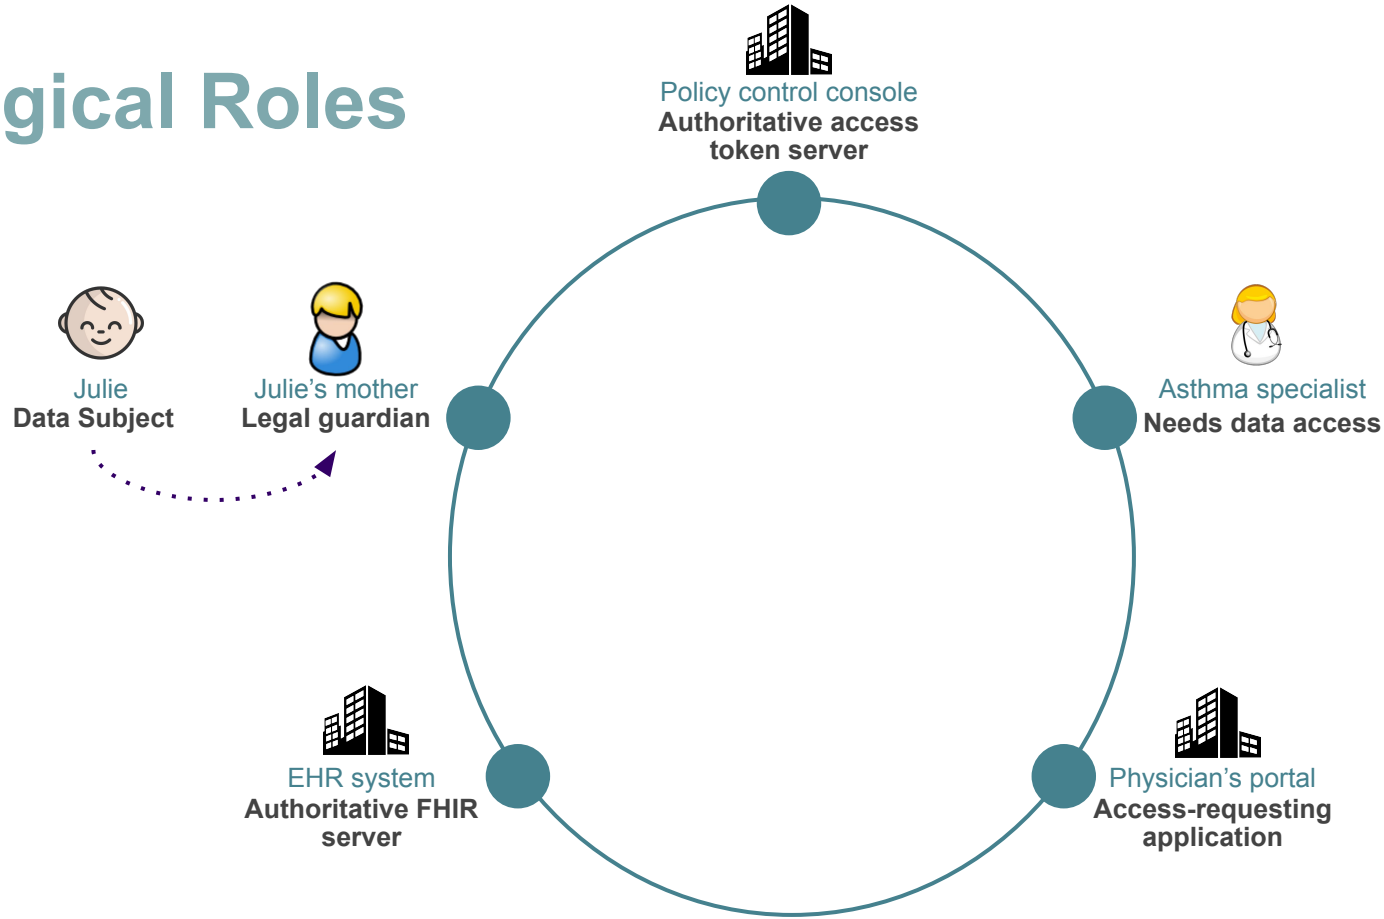 gical Roles
Policy control console
Authoritative access
token server
Julie
Data Subject
Julie’s mother
Legal guardian
Asthma specialist
Needs data access
EHR system
Authoritative FHIR
server
Physician’s portal
Access-requesting
application